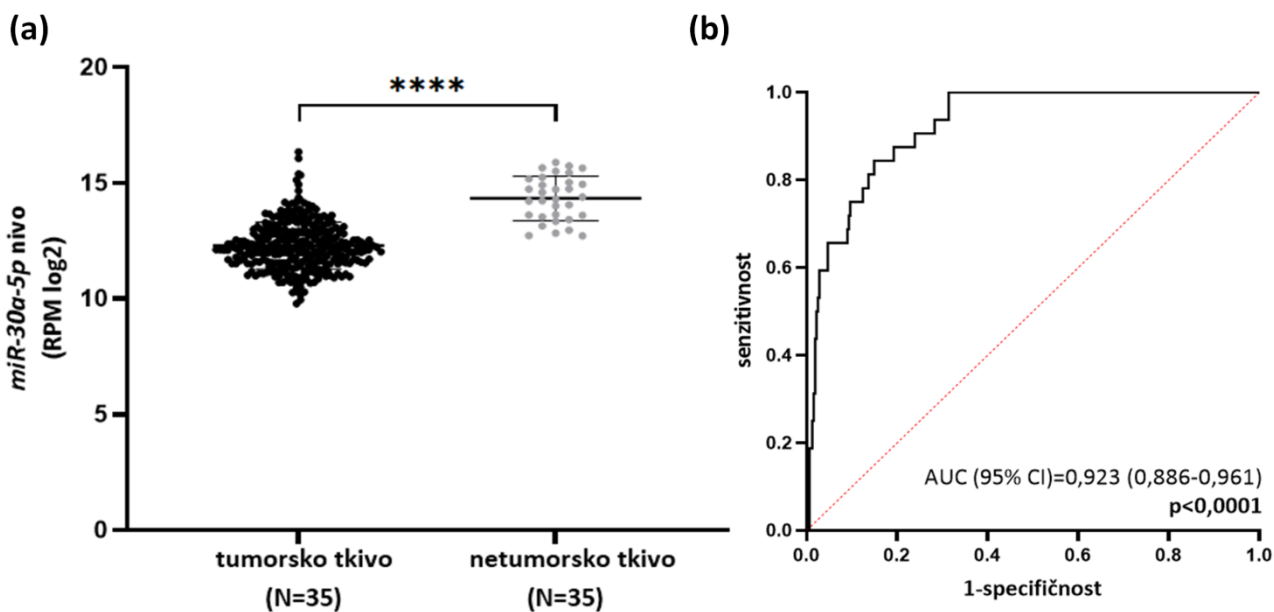 (a)
20
15
10
5
0
miR-30a-5p nivo
(RPM log2)
****
tumorsko tkivo
(N=35)
netumorsko tkivo
(N=35)
(b)
1.0
0.8
0.6
0.4
0.2
0.0
senzitivnost
AUC (95% CI)=0,923 (0,886-0,961)
p<0,0001
0.0 0.2 0.4 0.6 0.8 1.0
1-specifičnost